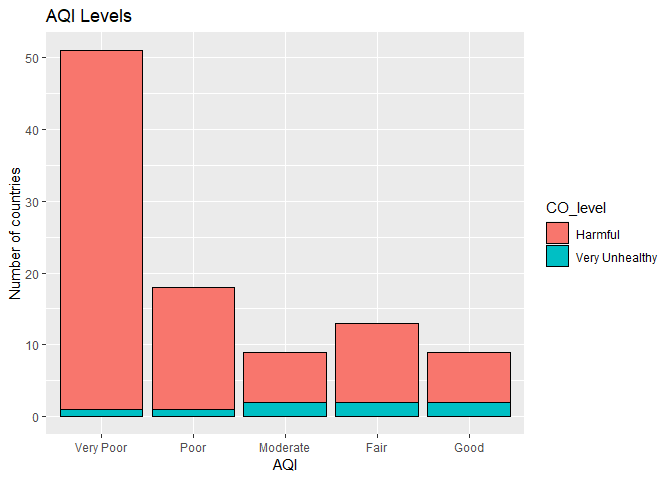 AQI Levels
50
40
30
20
10
0
Number of countries
Very Poor
Poor
Moderate
Fair
Good
AQI
CO_level
Harmful
Very Unhealthy